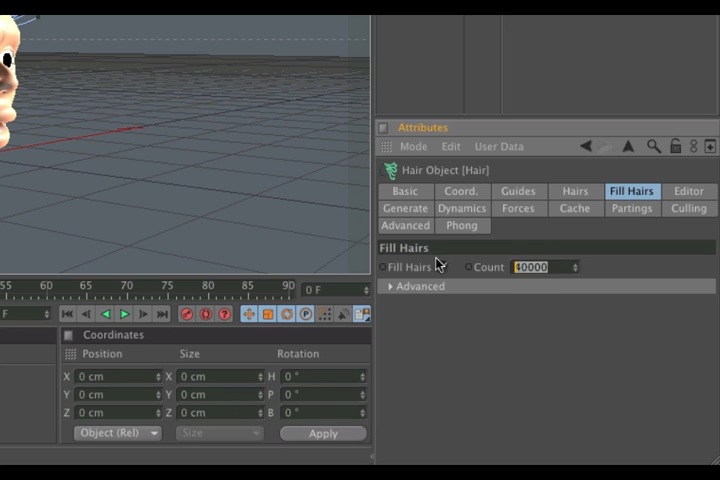 Attributes
Mode Edit User Data
Hair Object [Hair]
Basic Coord. Guides Hairs Fill Hairs Editor
Generate Dynamics Forces Cache Partings Culling
Advanced Phong
Fill Hairs
Fill Hairs Count 40000
Advanced
55 60 65 70 75 80 85 90 0 F
F P
Coordinates
Position Size Rotation
X 0 cm X 0 cm H 0 °
Y 0 cm Y 0 cm P 0 °
Z 0 cm Z 0 cm B 0 °
Object (Rel) Size Apply